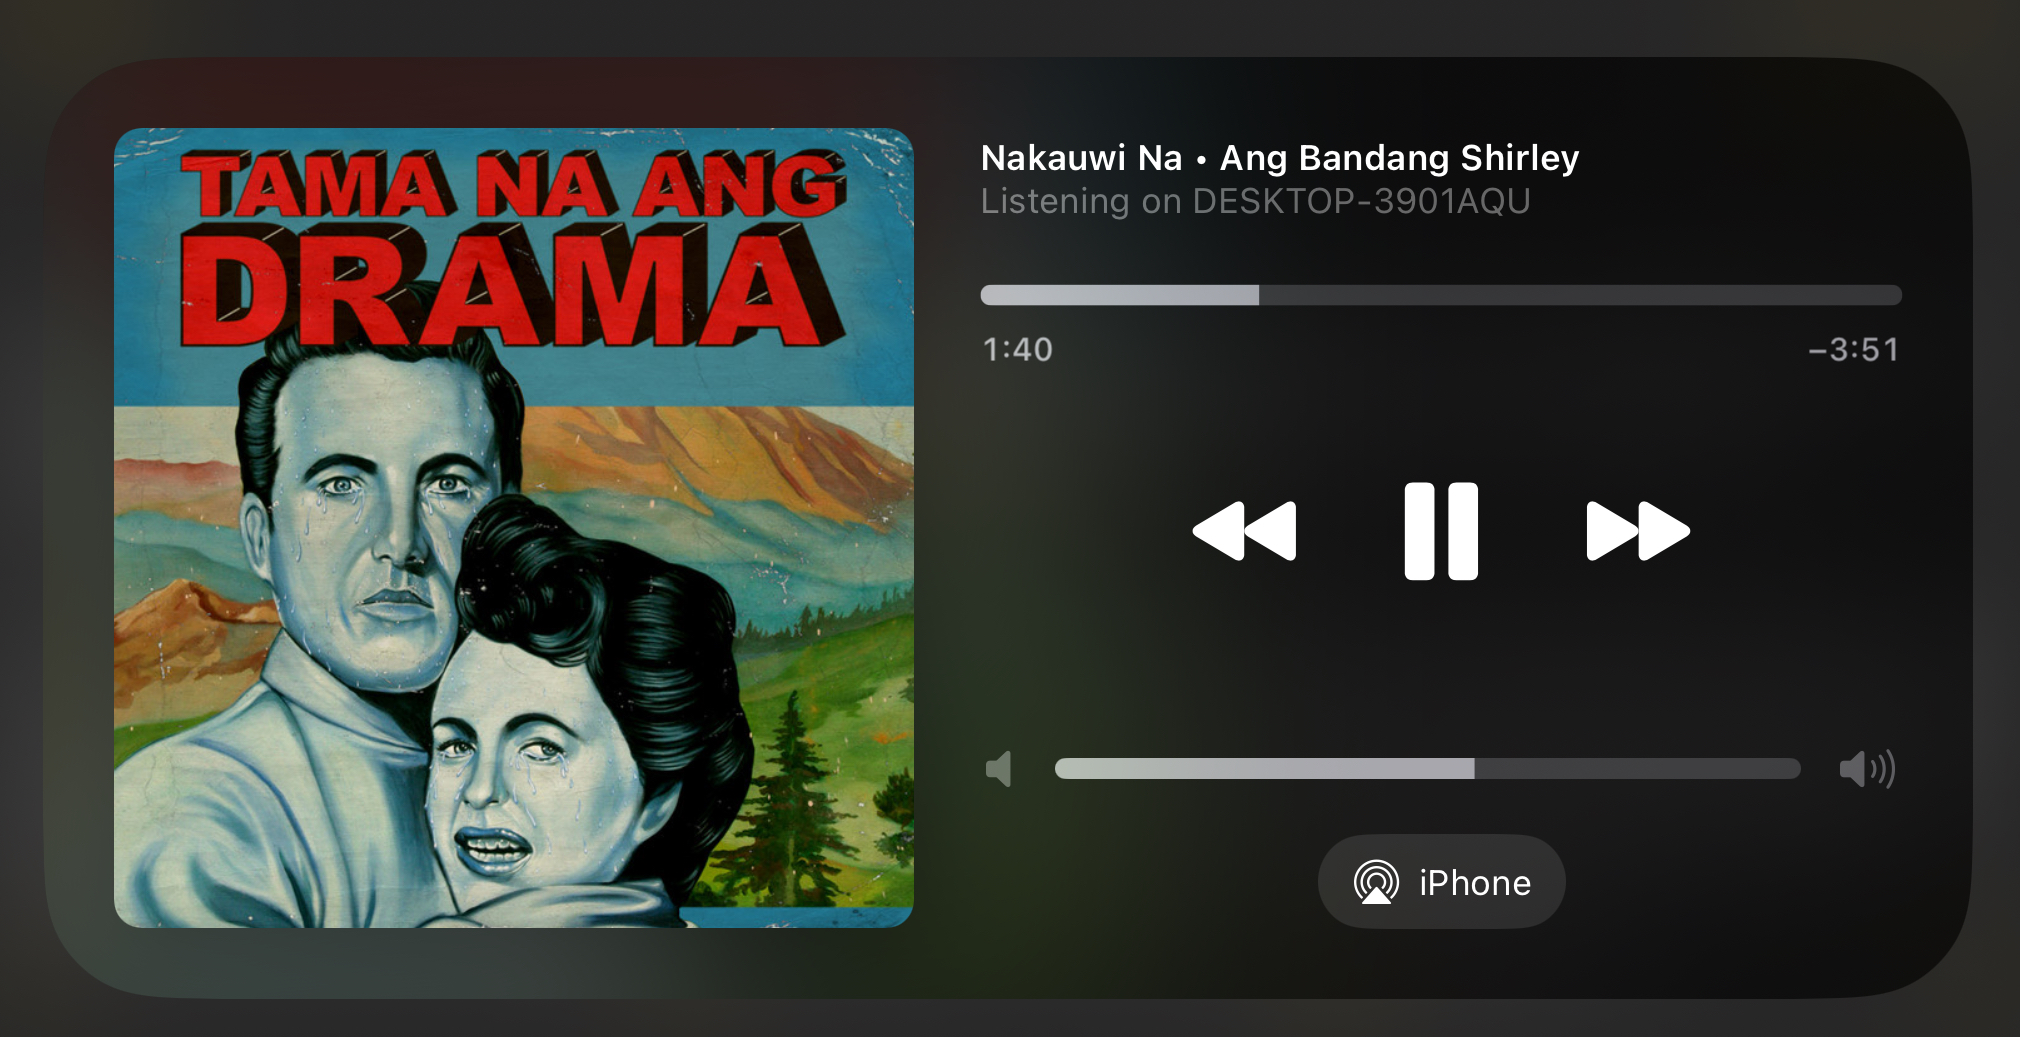 TAMA NA ANG
DRAMA
Nakauwi Na • Ang Bandang Shirley
Listening on DESKTOP-3901AQU
1:40
–3:51
iPhone